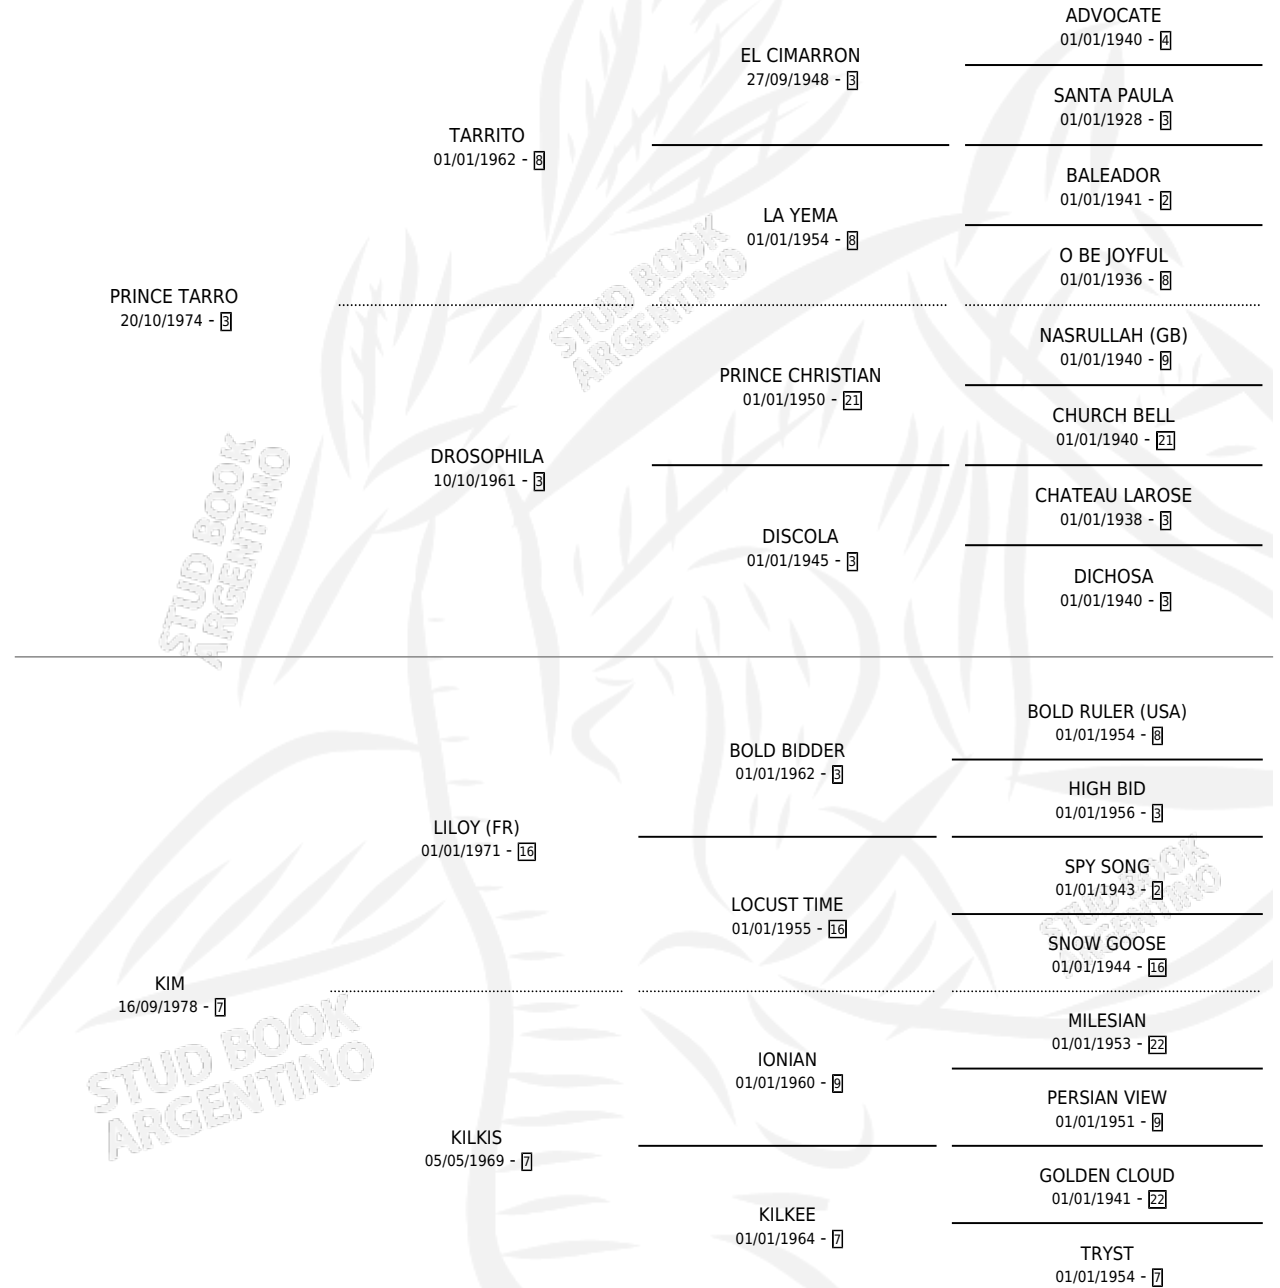 ADVOCATE
01/01/1940 - 4
EL CIMARRON
27/09/1948 - 3
SANTA PAULA
01/01/1928 - 3
TARRITO
01/01/1962 - 8
BALEADOR
01/01/1941 - 2
LA YEMA
01/01/1954 - 8
O BE JOYFUL
01/01/1936 - 8
PRINCE TARRO
20/10/1974 - 3
NASRULLAH (GB)
01/01/1940 - 9
PRINCE CHRISTIAN
01/01/1950 - 21
CHURCH BELL
01/01/1940 - 21
DROSOPHILA
10/10/1961 - 3
CHATEAU LAROSE
01/01/1938 - 3
DISCOLA
01/01/1945 - 3
DICHOSA
01/01/1940 - 3
BOLD RULER (USA)
01/01/1954 - 8
BOLD BIDDER
01/01/1962 - 3
HIGH BID
01/01/1956 - 3
LILOY (FR)
01/01/1971 - 16
SPY SONG
01/01/1943 - 2
LOCUST TIME
01/01/1955 - 16
SNOW GOOSE
01/01/1944 - 16
KIM
16/09/1978 - 7
MILESIAN
01/01/1953 - 22
IONIAN
01/01/1960 - 9
PERSIAN VIEW
01/01/1951 - 9
KILKIS
05/05/1969 - 7
GOLDEN CLOUD
01/01/1941 - 22
KILKEE
01/01/1964 - 7
TRYST
01/01/1954 - 7
STUD BOOK
ARGENTINO
STUD BOOK
ARGENTINO
STUD BOOK
ARGENTINO
STUD BOOK
ARGENTINO